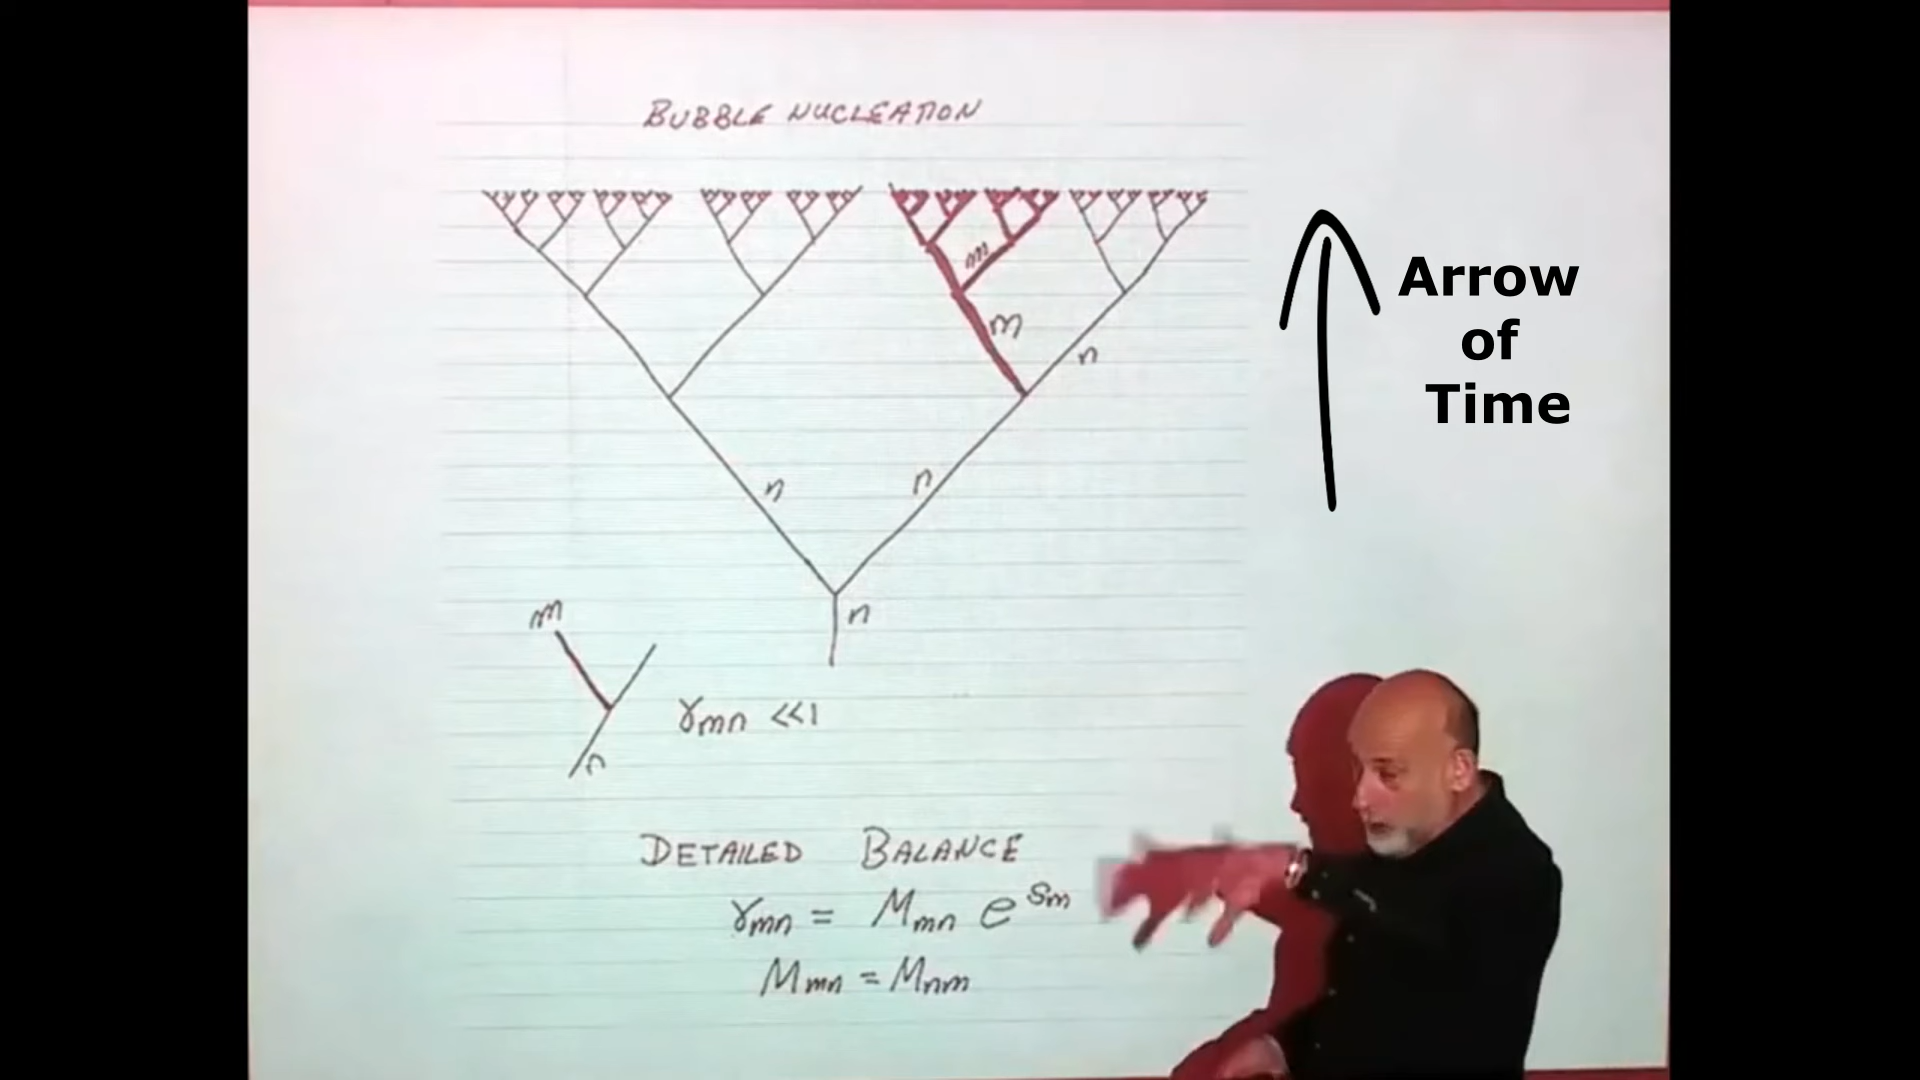 BUBBLE NUCLEATION
m
m
n
n
n
n
Arrow
of
Time
m
n
γmn <<1
DETAILED BALANCE
γmn = Mmn e^Sm
Mmn = Mnm